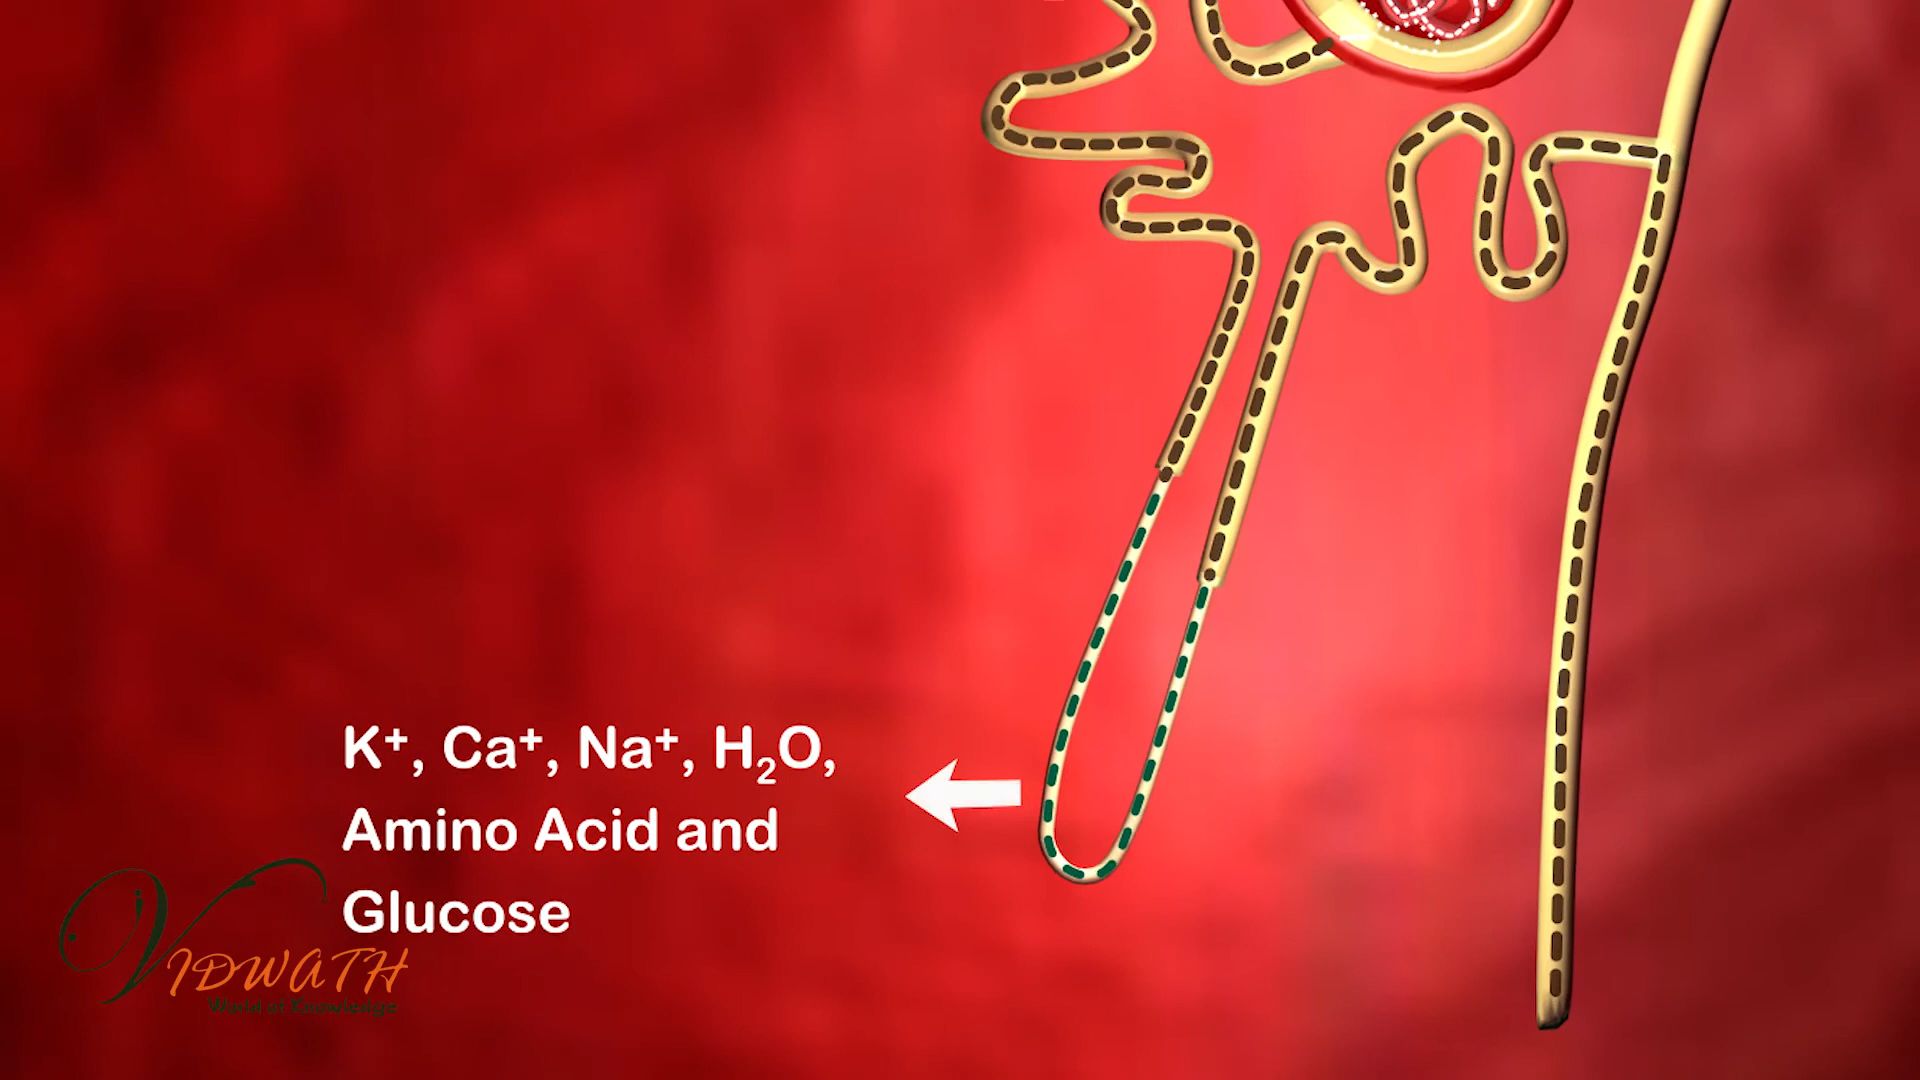 K⁺, Ca⁺, Na⁺, H₂O,
Amino Acid and
Glucose
VIDWATH
World of Knowledge